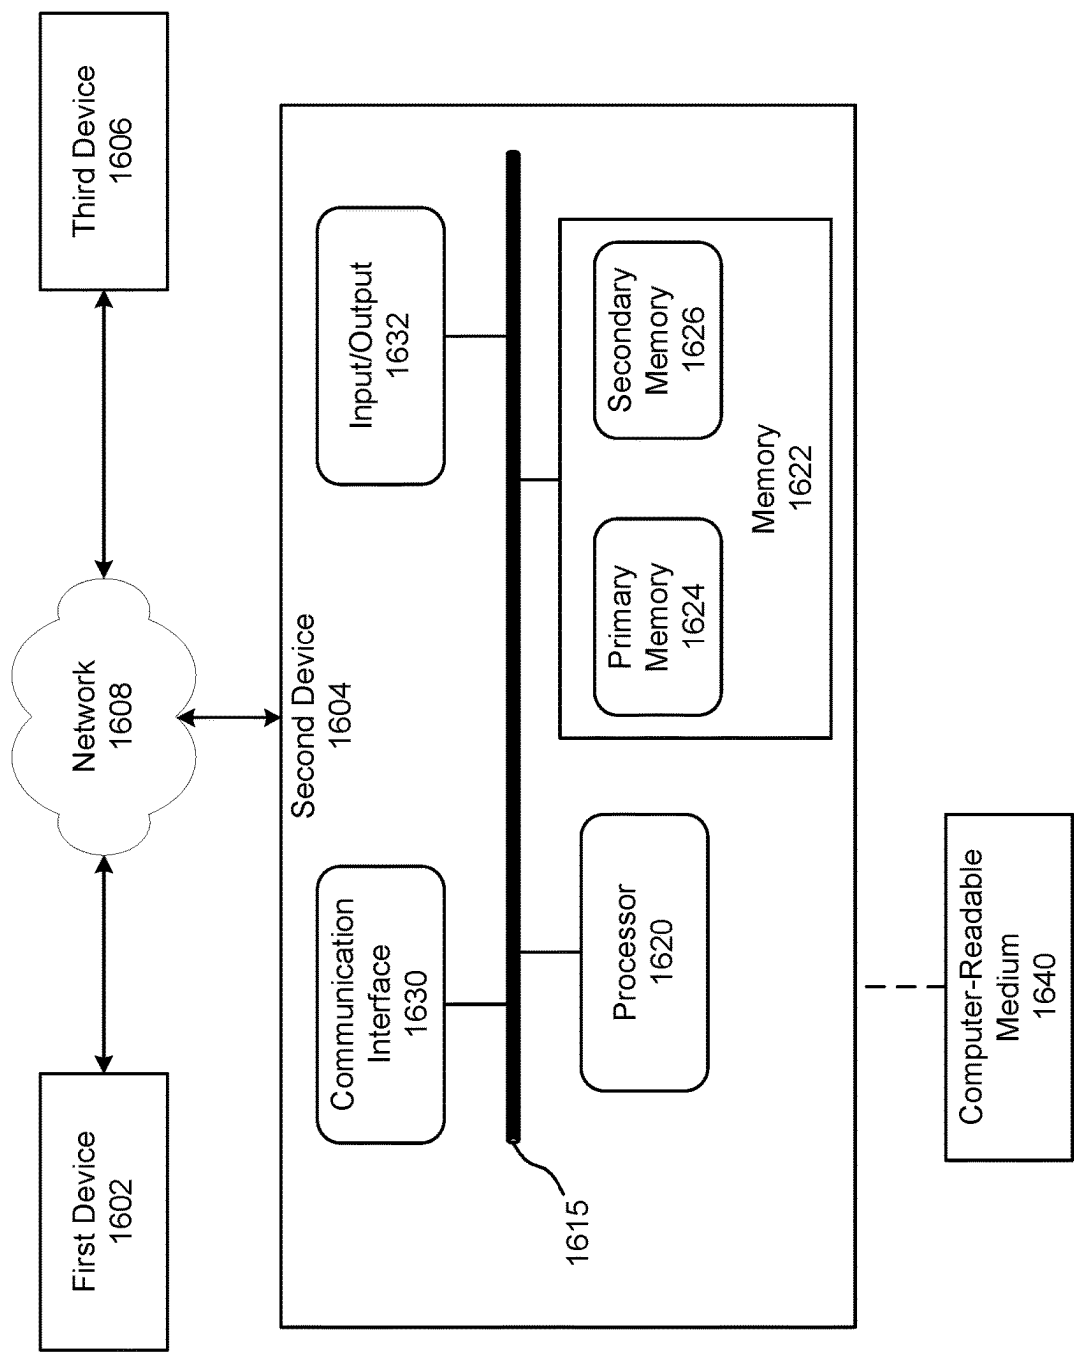 First Device
1602
Network
1608
Third Device
1606
Second Device
1604
Communication
Interface
1630
Input/Output
1632
1615
Processor
1620
Primary
Memory
1624
Secondary
Memory
1626
Memory
1622
Computer-Readable
Medium
1640